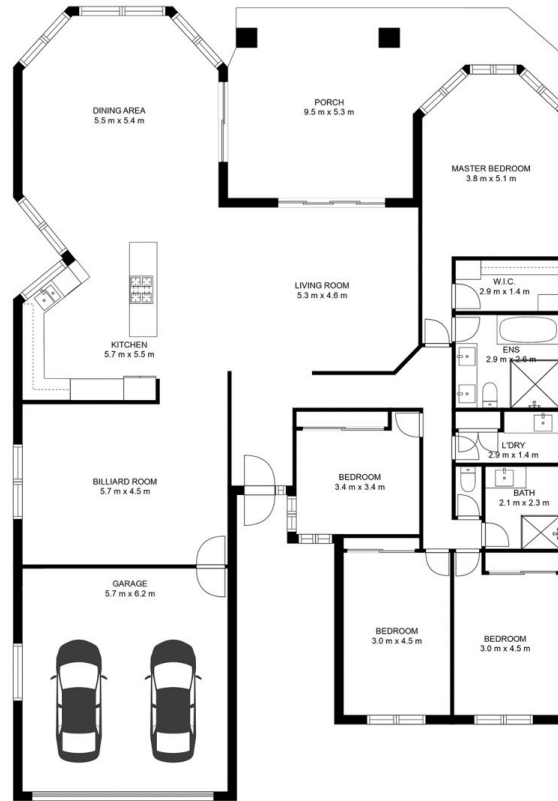 DINING AREA
5.5 m x 5.4 m
PORCH
9.5 m x 5.3 m
MASTER BEDROOM
3.8 m x 5.1 m
W.I.C.
2.9 m x 1.4 m
LIVING ROOM
5.3 m x 4.6 m
KITCHEN
5.7 m x 5.5 m
ENS
2.9 m x 2.6 m
L'DRY
2.9 m x 1.4 m
BEDROOM
3.4 m x 3.4 m
BILLIARD ROOM
5.7 m x 4.5 m
BATH
2.1 m x 2.3 m
GARAGE
5.7 m x 6.2 m
BEDROOM
3.0 m x 4.5 m
BEDROOM
3.0 m x 4.5 m